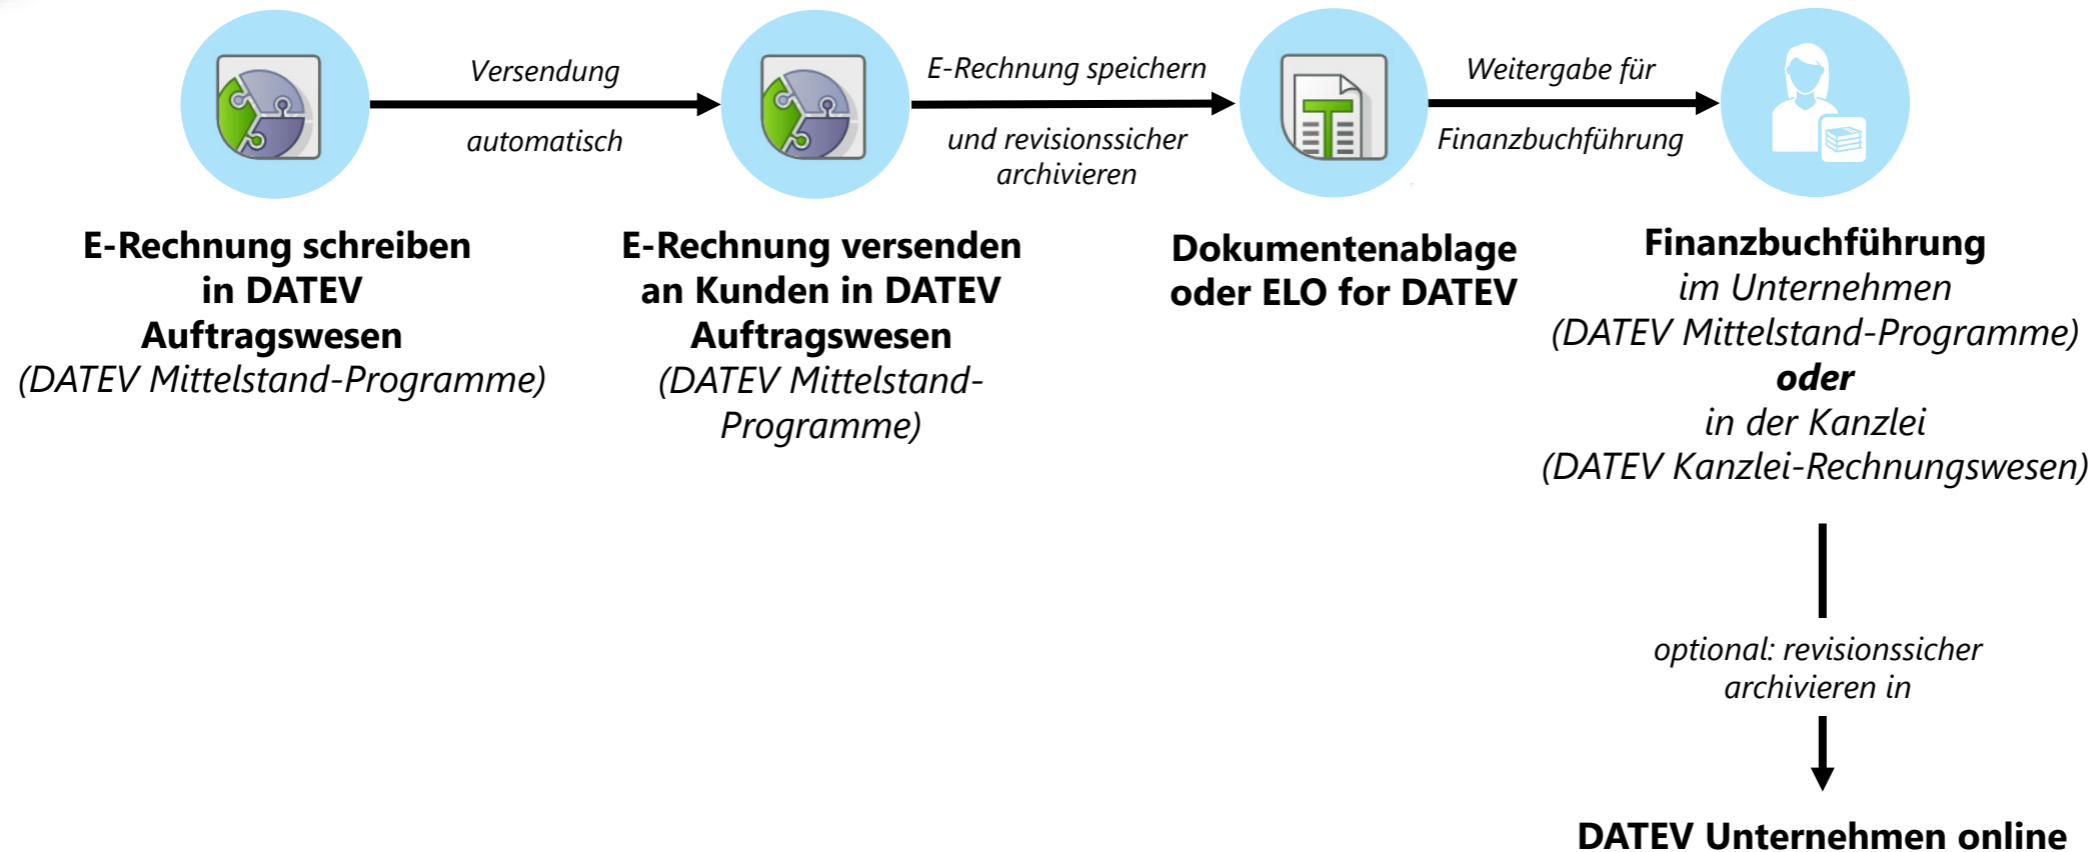 Versendung
automatisch
E-Rechnung speichern
und revisionssicher
archivieren
Weitergabe für
Finanzbuchführung
E-Rechnung schreiben
in DATEV
Auftragswesen
(DATEV Mittelstand-Programme)
E-Rechnung versenden
an Kunden in DATEV
Auftragswesen
(DATEV Mittelstand-
Programme)
Dokumentenablage
oder ELO for DATEV
Finanzbuchführung
im Unternehmen
(DATEV Mittelstand-Programme)
oder
in der Kanzlei
(DATEV Kanzlei-Rechnungswesen)
optional: revisionssicher
archivieren in
DATEV Unternehmen online